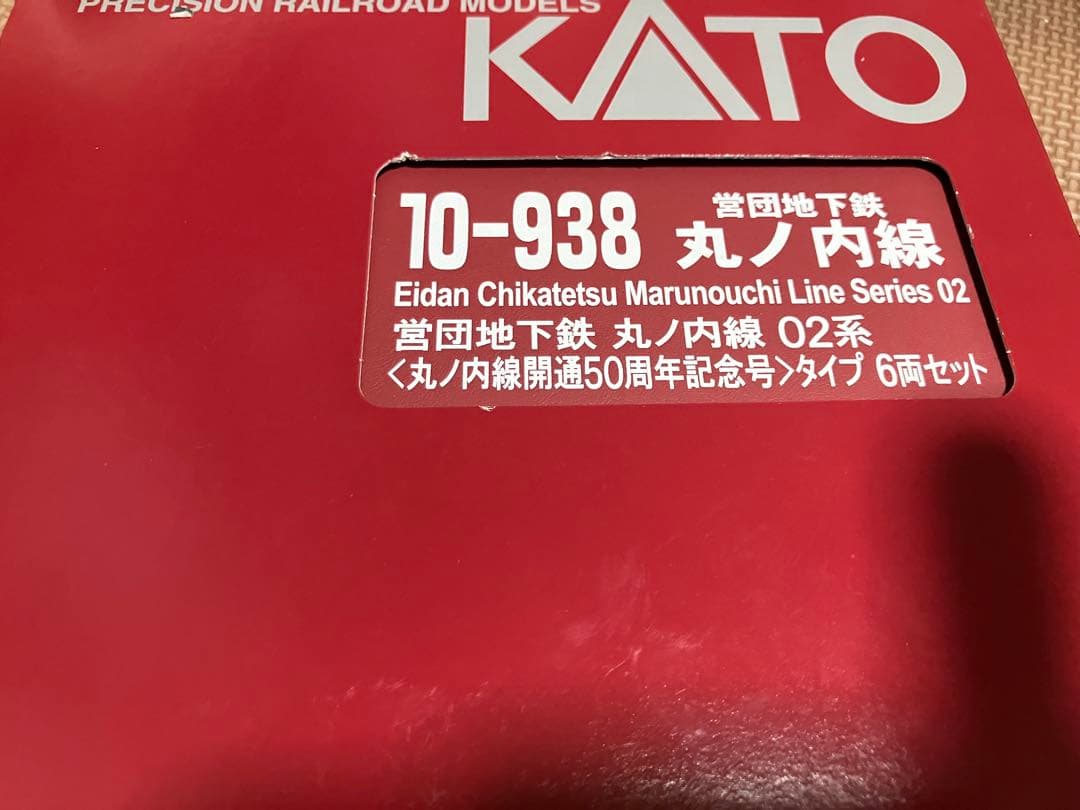 PRECISION RAILROAD MODELS
KATO
10-938
営団地下鉄
丸ノ内線
Eidan Chikatetsu Marunouchi Line Series 02
営団地下鉄 丸ノ内線 02系
<丸ノ内線開通50周年記念号>タイプ 6両セット